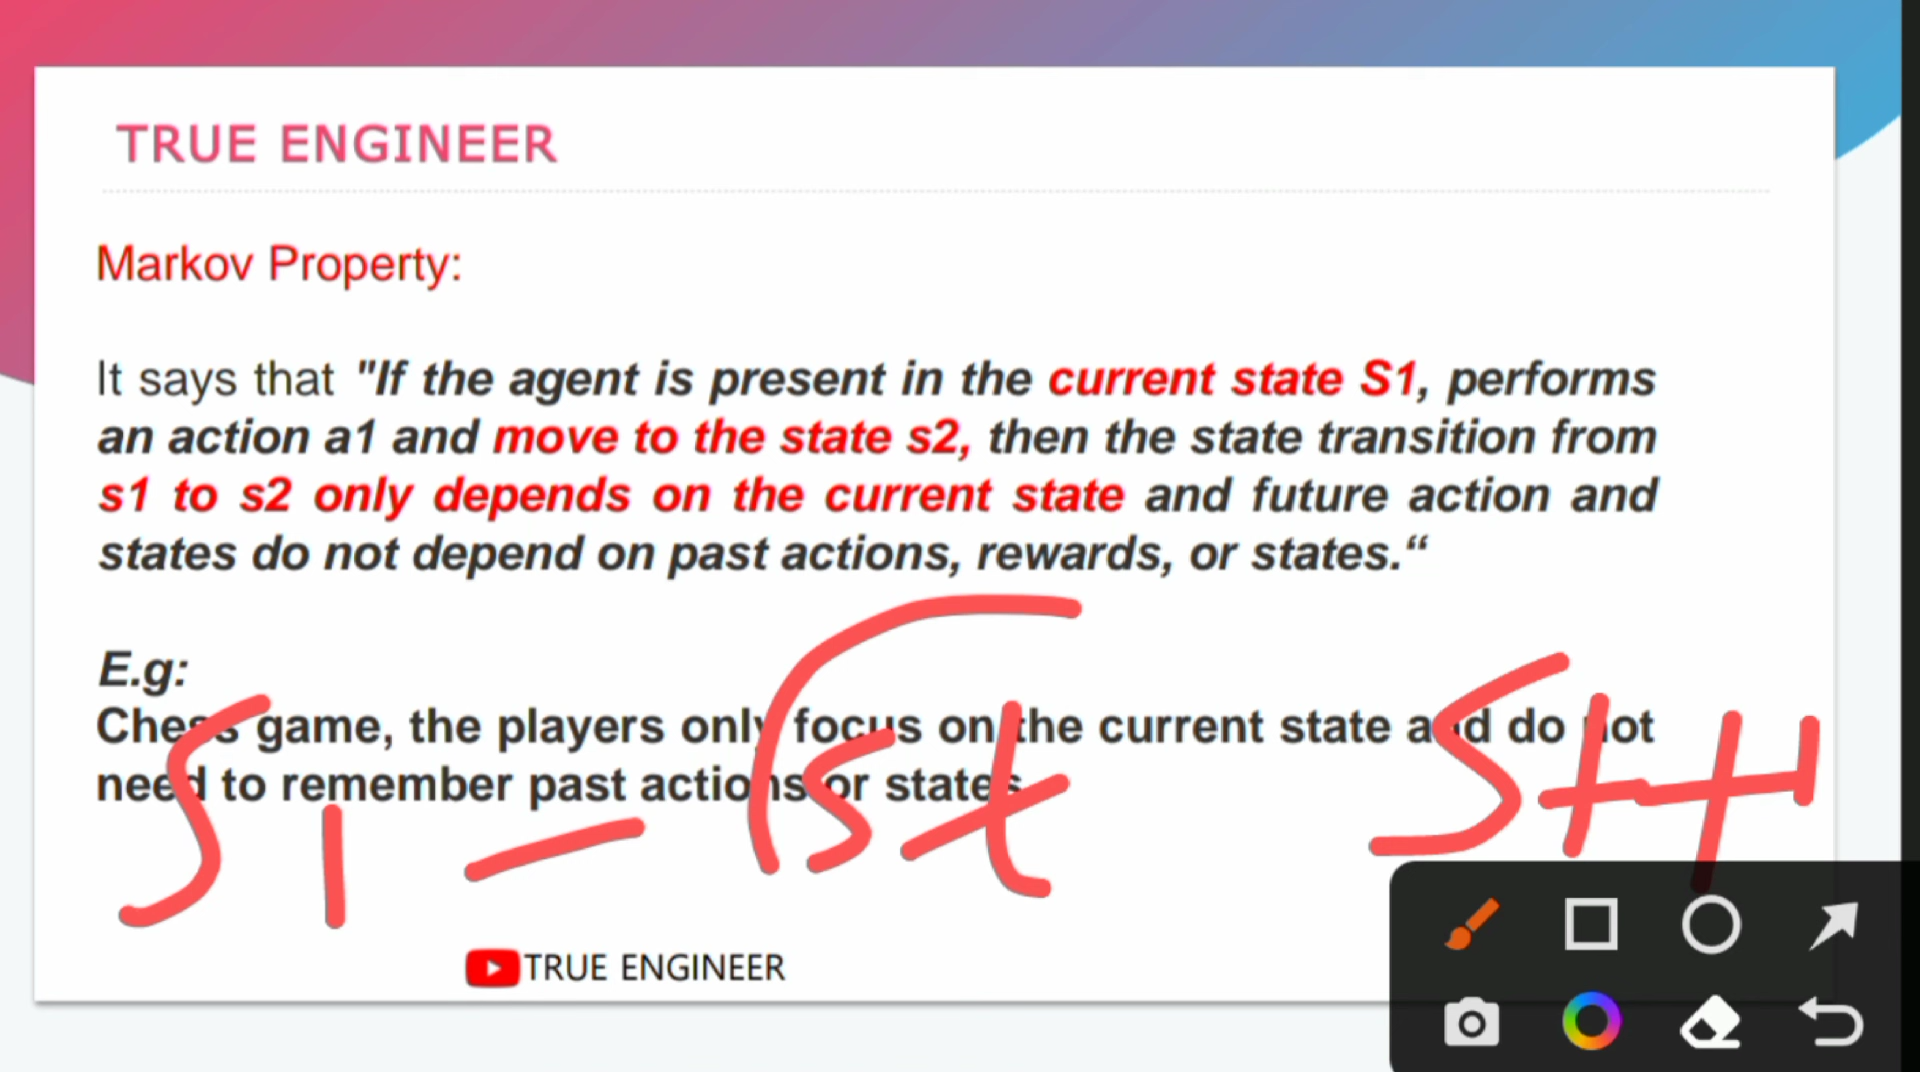 TRUE ENGINEER
Markov Property:
It says that "If the agent is present in the current state S1, performs
an action a1 and move to the state s2, then the state transition from
s1 to s2 only depends on the current state and future action and
states do not depend on past actions, rewards, or states.“
E.g:
Chess game, the players only focus on the current state and do not
need to remember past actions or states
S1 – (St St+1
TRUE ENGINEER